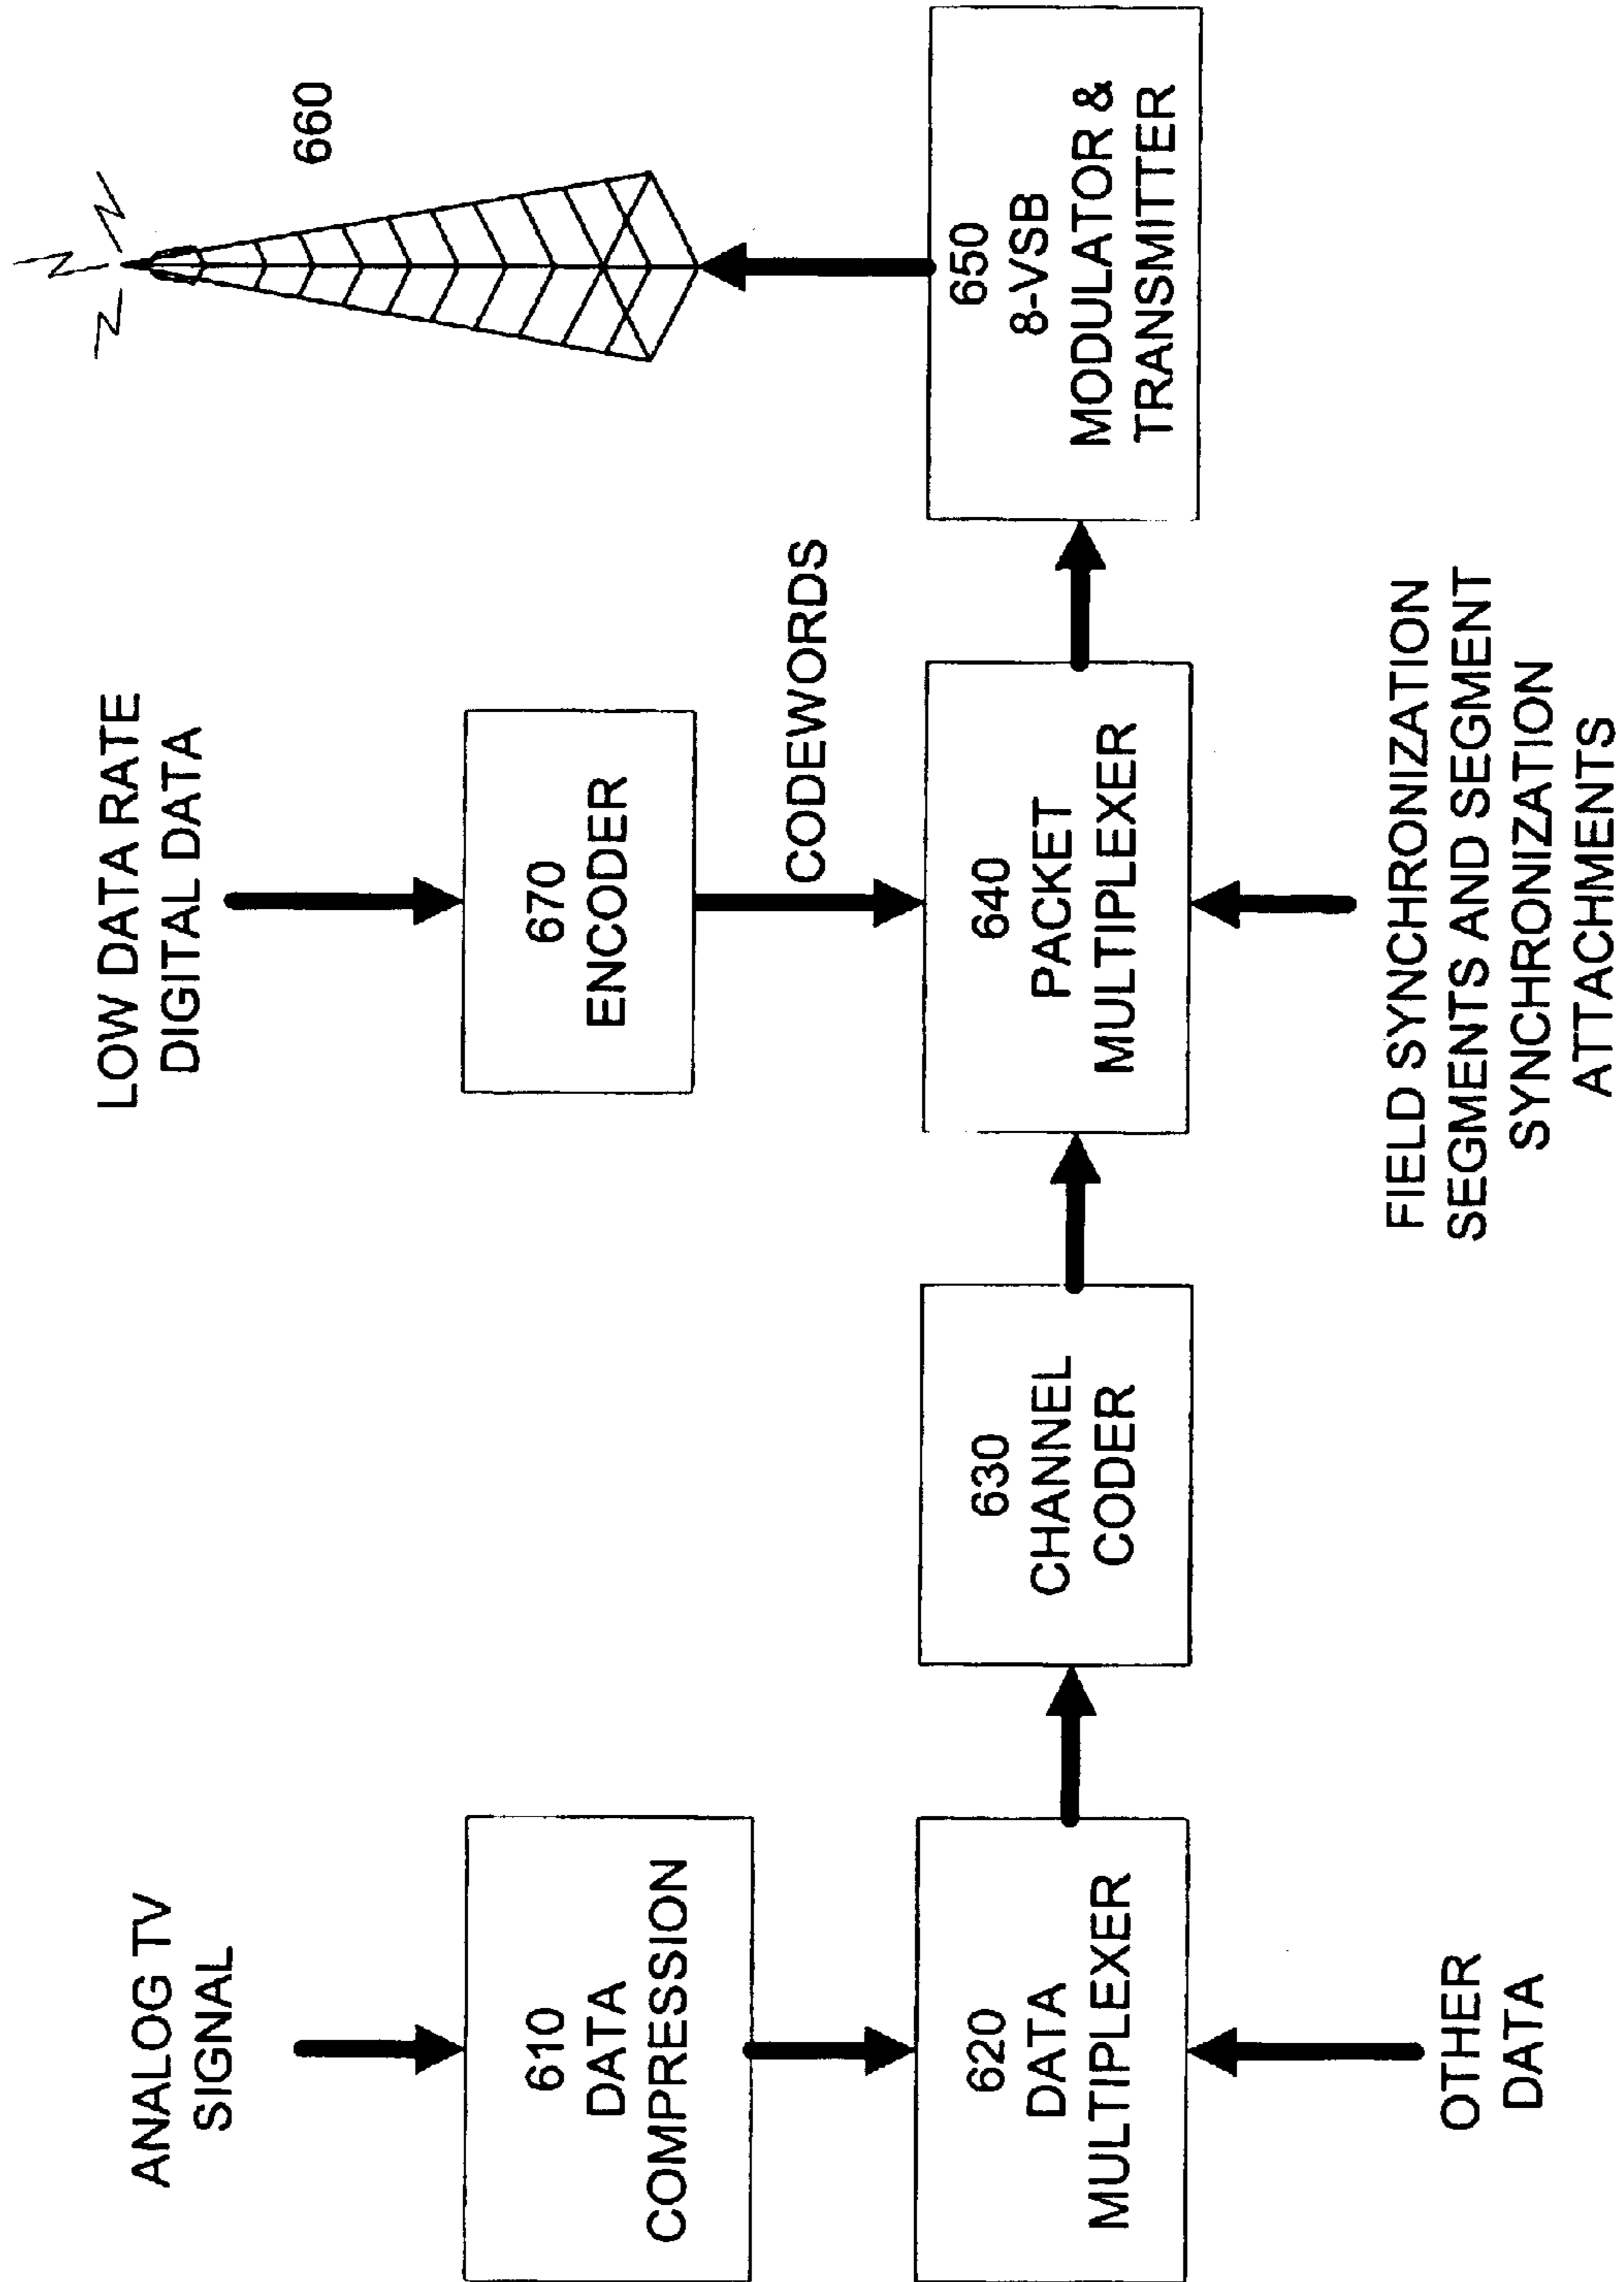 ANALOG TV
SIGNAL
610
DATA
COMPRESSION
620
DATA
MULTIPLEXER
OTHER
DATA
630
CHANNEL
CODER
LOW DATA RATE
DIGITAL DATA
670
ENCODER
CODEWORDS
640
PACKET
MULTIPLEXER
FIELD SYNCHRONIZATION
SEGMENTS AND SEGMENT
SYNCHRONIZATION
ATTACHMENTS
660
650
8-VSB
MODULATOR &
TRANSMITTER